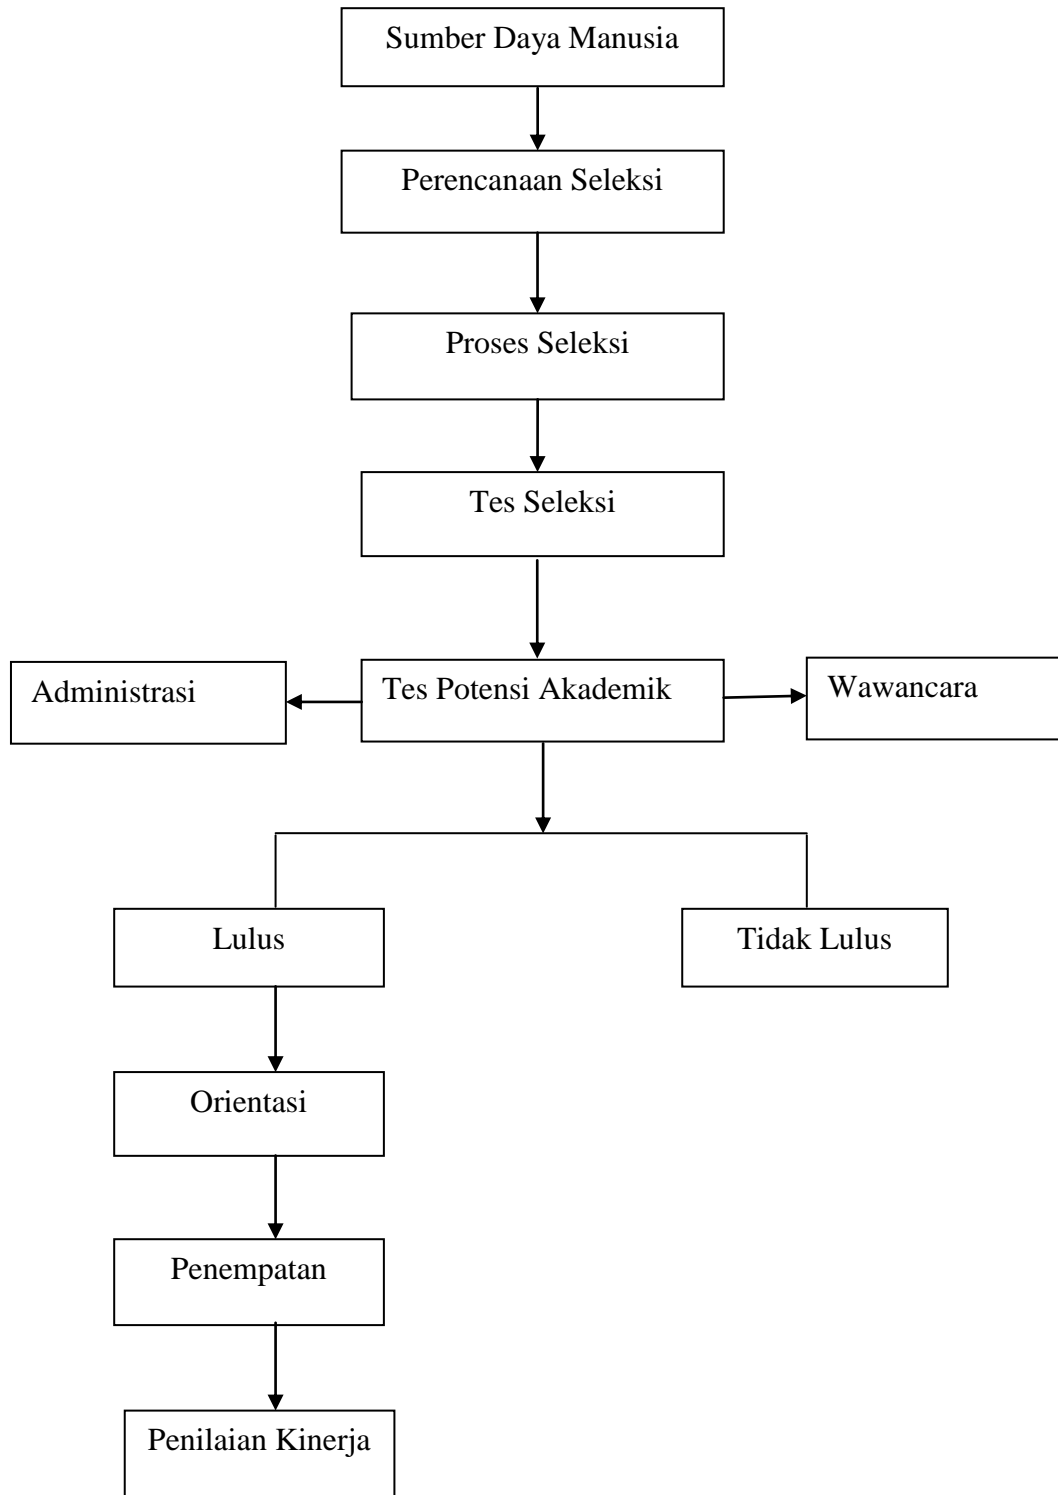 Sumber Daya Manusia
Perencanaan Seleksi
Proses Seleksi
Tes Seleksi
Administrasi
Tes Potensi Akademik
Wawancara
Lulus
Tidak Lulus
Orientasi
Penempatan
Penilaian Kinerja